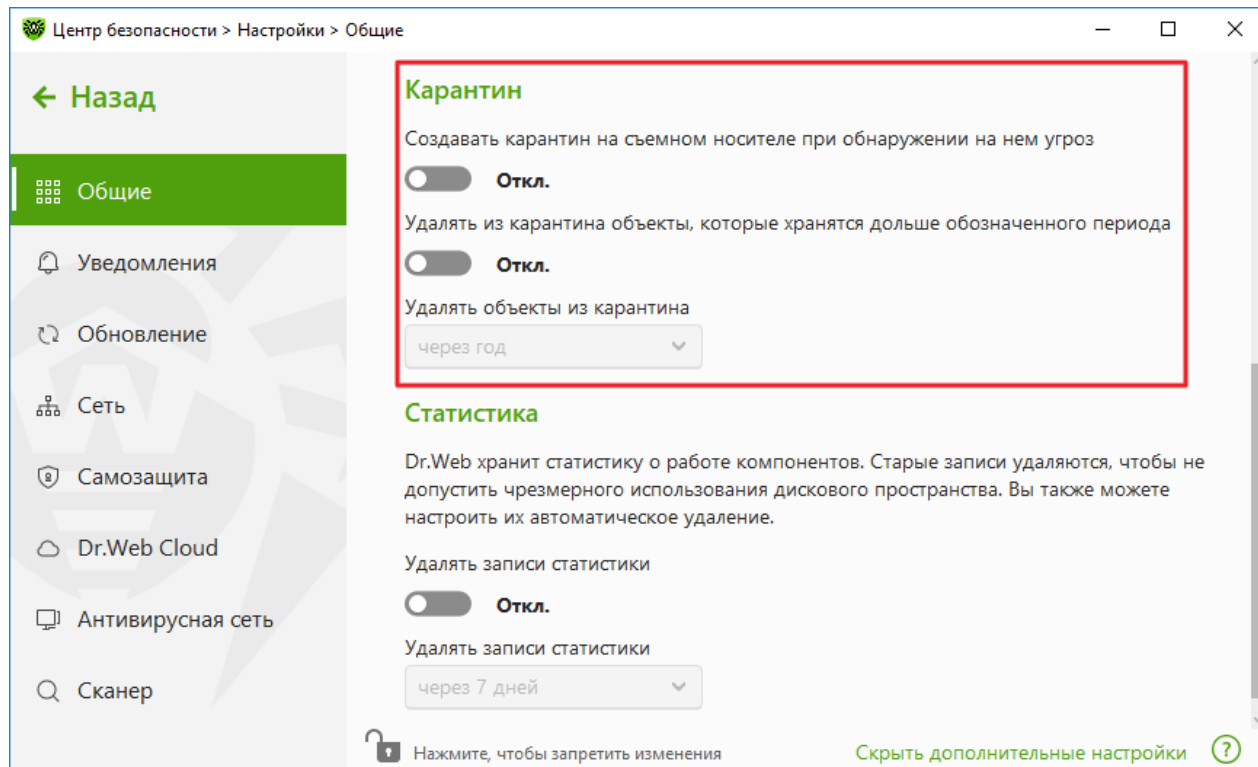 Центр безопасности > Настройки > Общие
Назад
Общие
Уведомления
Обновление
Сеть
Самозащита
Dr.Web Cloud
Антивирусная сеть
Сканер
Карантин
Создавать карантин на съемном носителе при обнаружении на нем угроз
Откл.
Удалять из карантина объекты, которые хранятся дольше обозначенного периода
Откл.
Удалять объекты из карантина
через год
Статистика
Dr.Web хранит статистику о работе компонентов. Старые записи удаляются, чтобы не
допустить чрезмерного использования дискового пространства. Вы также можете
настроить их автоматическое удаление.
Удалять записи статистики
Откл.
Удалять записи статистики
через 7 дней
Нажмите, чтобы запретить изменения
Скрыть дополнительные настройки
?